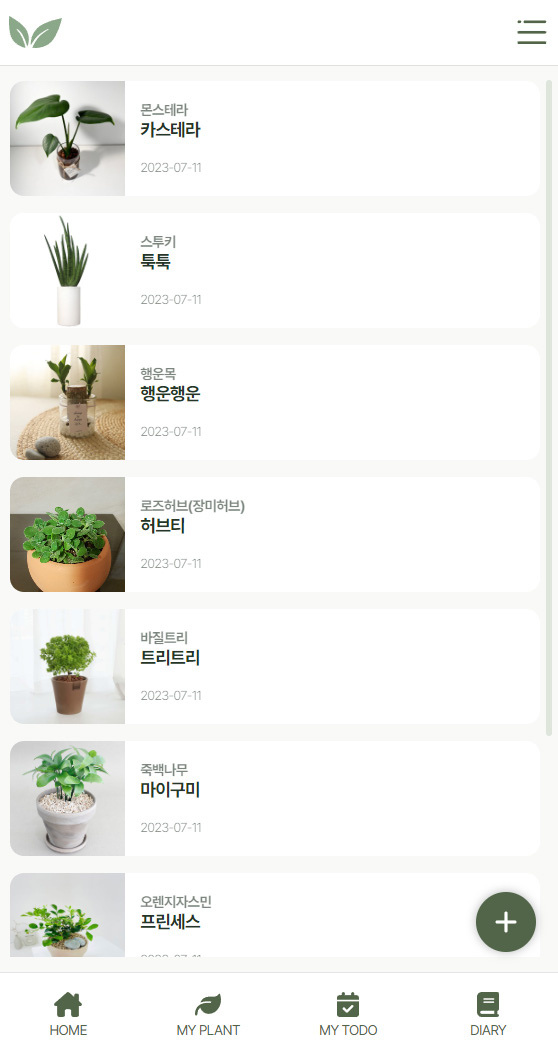 몬스테라
카스테라
2023-07-11
스투키
툭툭
2023-07-11
행운목
행운행운
2023-07-11
로즈허브(장미허브)
허브티
2023-07-11
바질트리
트리트리
2023-07-11
죽백나무
마이구미
2023-07-11
오렌지자스민
프린세스
HOME
MY PLANT
MY TODO
DIARY